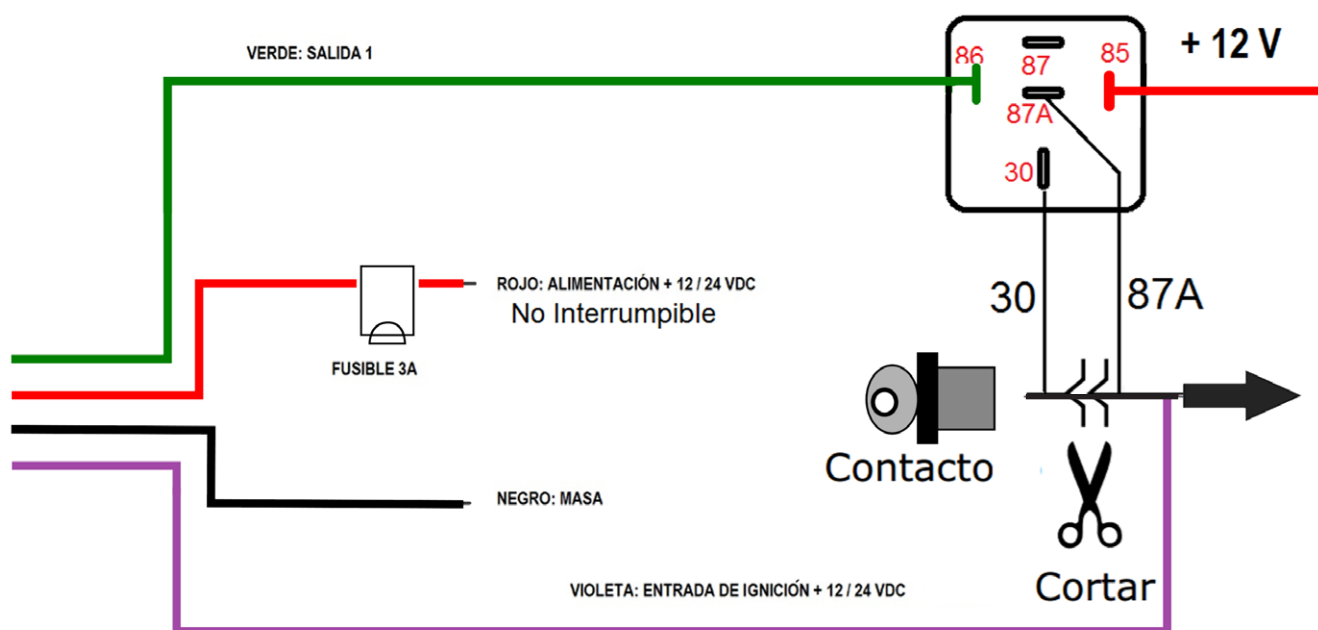 VERDE: SALIDA 1
+ 12 V
86
87
85
87A
30
ROJO: ALIMENTACIÓN + 12 / 24 VDC
No Interrumpible
FUSIBLE 3A
30
87A
Contacto
NEGRO: MASA
Cortar
VIOLETA: ENTRADA DE IGNICIÓN + 12 / 24 VDC